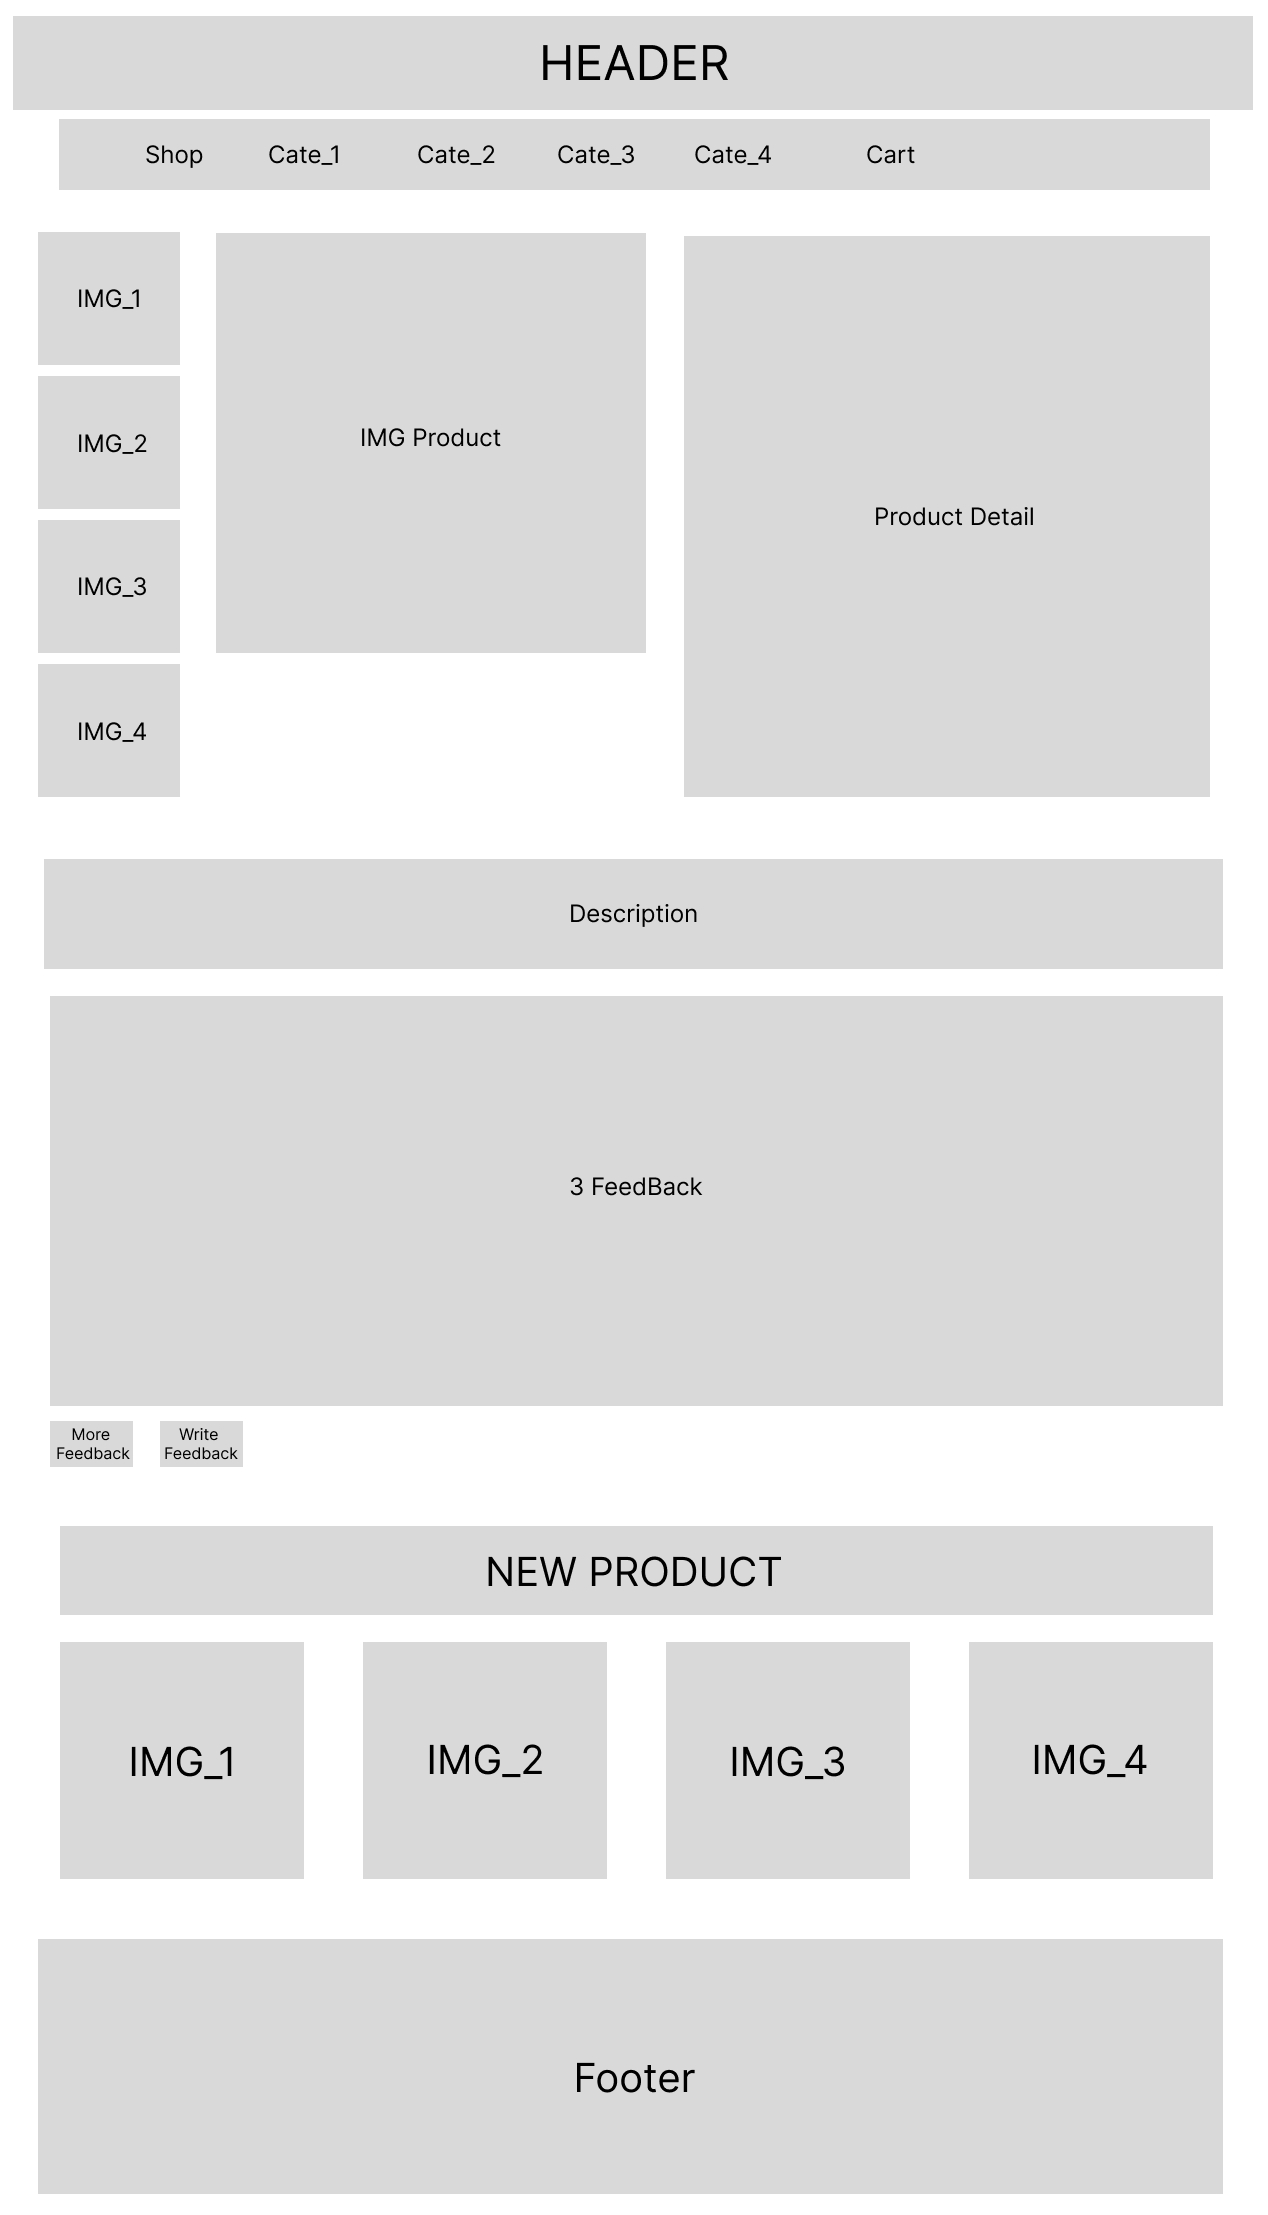 HEADER
Shop Cate_1 Cate_2 Cate_3 Cate_4 Cart
IMG_1
IMG_2
IMG_3
IMG_4
IMG Product
Product Detail
Description
3 FeedBack
More
Feedback
Write
Feedback
NEW PRODUCT
IMG_1 IMG_2 IMG_3 IMG_4
Footer